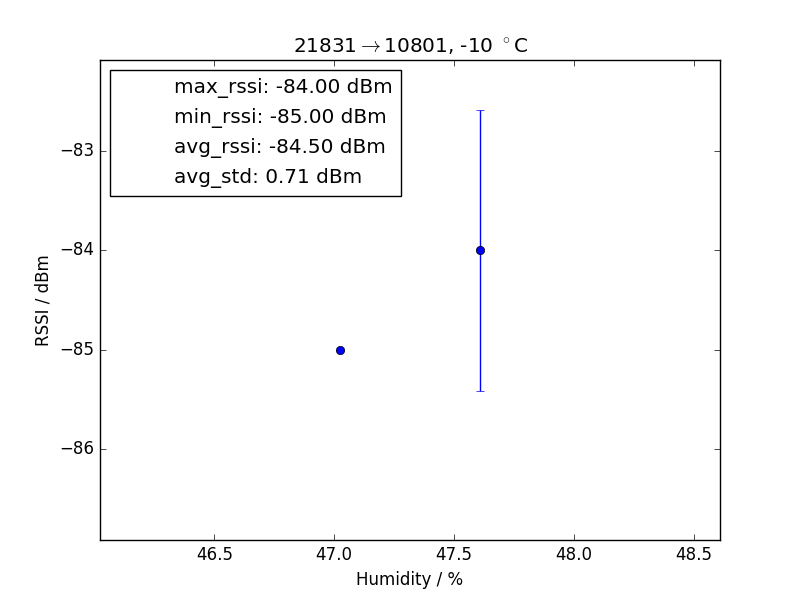 21831→10801, -10 °C
max_rssi: -84.00 dBm
min_rssi: -85.00 dBm
avg_rssi: -84.50 dBm
avg_std: 0.71 dBm
−83
−84
−85
−86
RSSI / dBm
46.5 47.0 47.5 48.0 48.5
Humidity / %